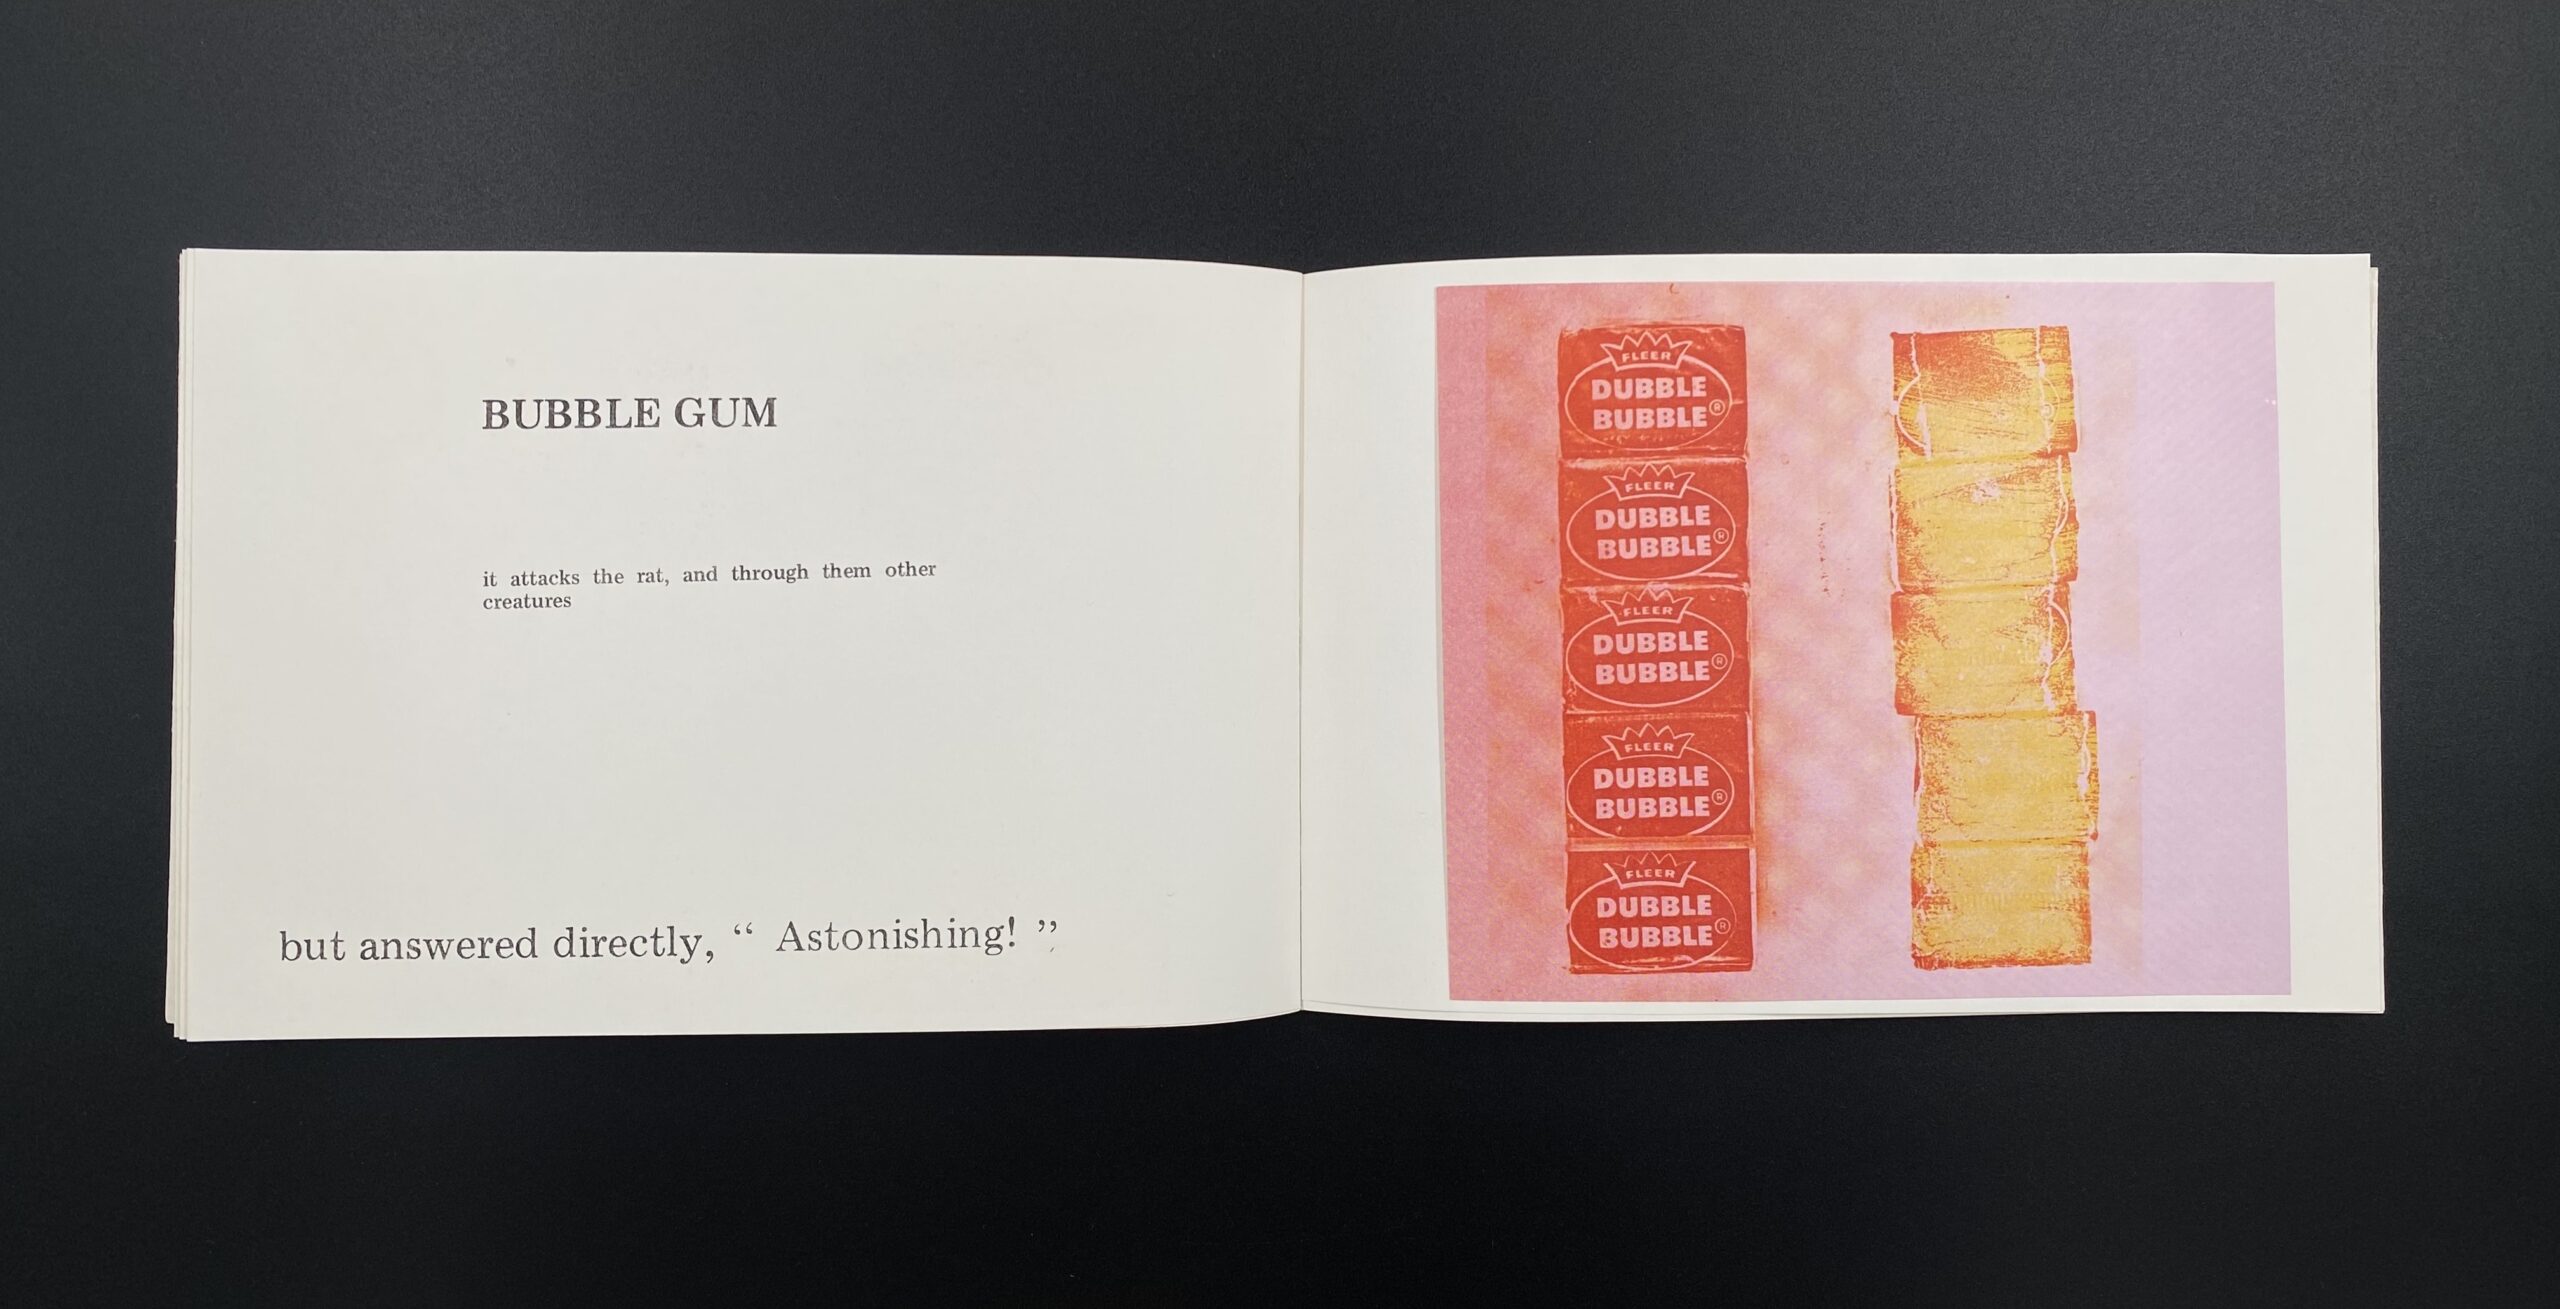 BUBBLE GUM
it attacks the rat, and through them other
creatures
but answered directly, “ Astonishing! ”
FLEER
DUBBLE
BUBBLE®
FLEER
DUBBLE
BUBBLE®
FLEER
DUBBLE
BUBBLE®
FLEER
DUBBLE
BUBBLE®
FLEER
DUBBLE
BUBBLE®